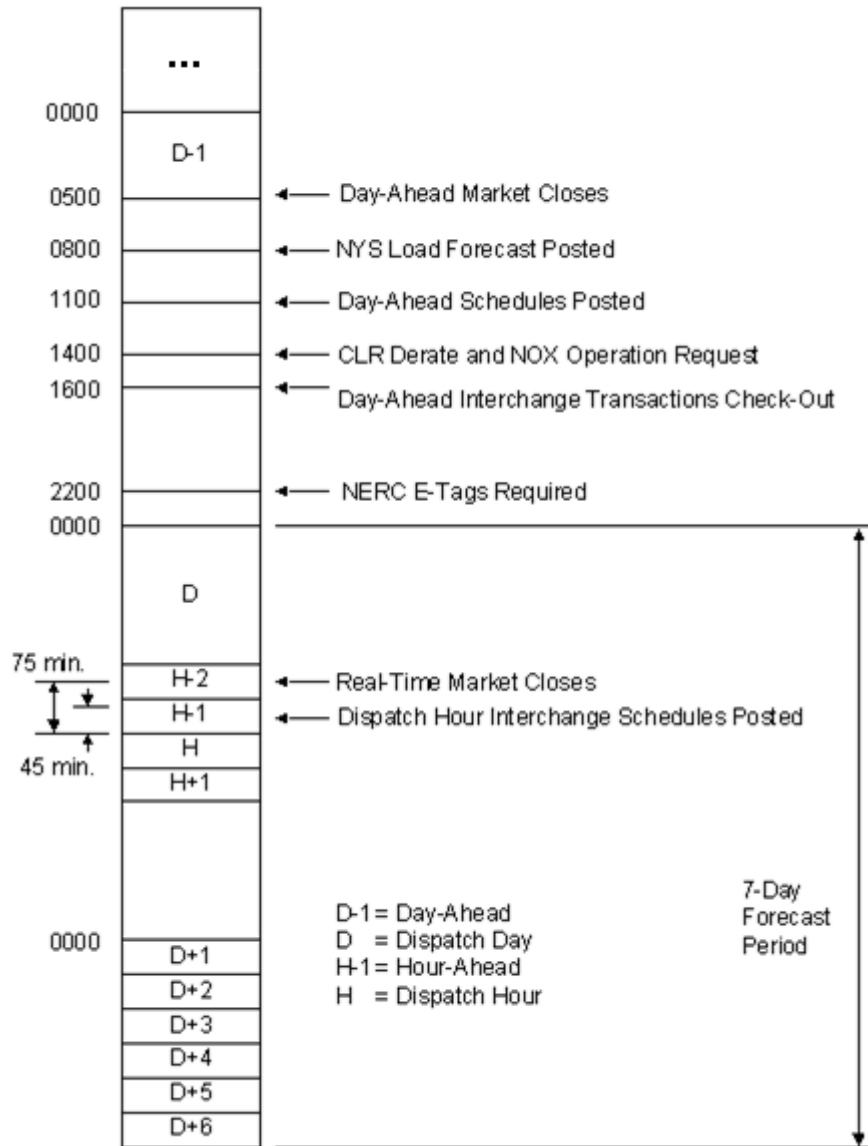 ...
0000
D-1
0500
Day-Ahead Market Closes
0800
NYS Load Forecast Posted
1100
Day-Ahead Schedules Posted
1400
CLR Derate and NOX Operation Request
1600
Day-Ahead Interchange Transactions Check-Out
2200
NERC E-Tags Required
0000
D
75 min.
H-2
Real-Time Market Closes
H-1
Dispatch Hour Interchange Schedules Posted
H
45 min.
H+1
7-Day
Forecast
Period
D-1 = Day-Ahead
D = Dispatch Day
H-1 = Hour-Ahead
H = Dispatch Hour
0000
D+1
D+2
D+3
D+4
D+5
D+6